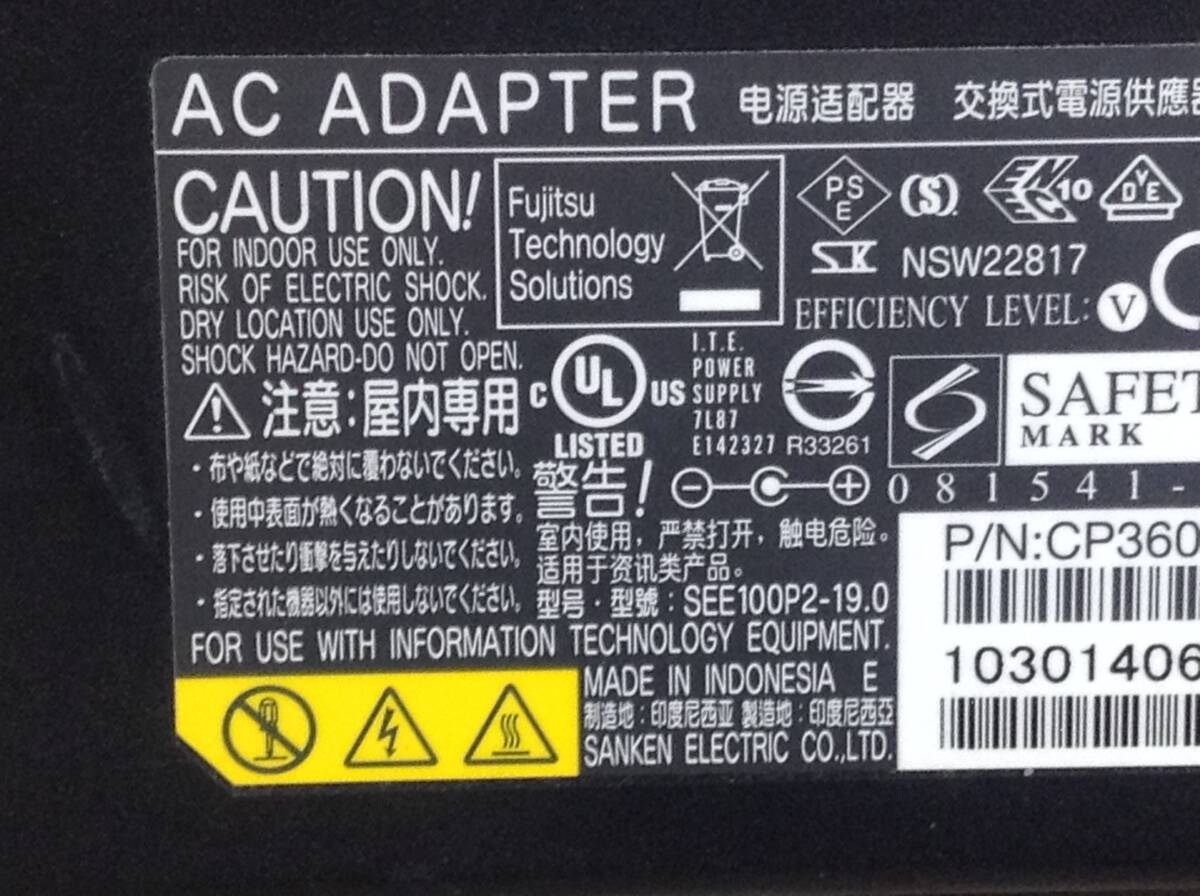 AC ADAPTER 电源适配器 交換式電源供應器
CAUTION!
FOR INDOOR USE ONLY.
RISK OF ELECTRIC SHOCK.
DRY LOCATION USE ONLY.
SHOCK HAZARD-DO NOT OPEN.
Fujitsu
Technology
Solutions
PS
E
(S)
10
VDE
SK NSW22817
EFFICIENCY LEVEL: V
C UL US
LISTED
I.T.E.
POWER
SUPPLY
7L87
E142327 R33261
SAFET
MARK
081541-
注意:屋内専用
・布や紙などで絶対に覆わないでください。
・使用中表面が熱くなることがあります。
・落下させたり衝撃を与えたりしないでください。
・指定された機器以外には使用しないでください。
警告!
室内使用，严禁打开，触电危险。
适用于资讯类产品。
型号・型號：SEE100P2-19.0
FOR USE WITH INFORMATION TECHNOLOGY EQUIPMENT.
MADE IN INDONESIA E
制造地：印度尼西亚 製造地：印度尼西亞
SANKEN ELECTRIC CO.,LTD.
P/N:CP360
10301406